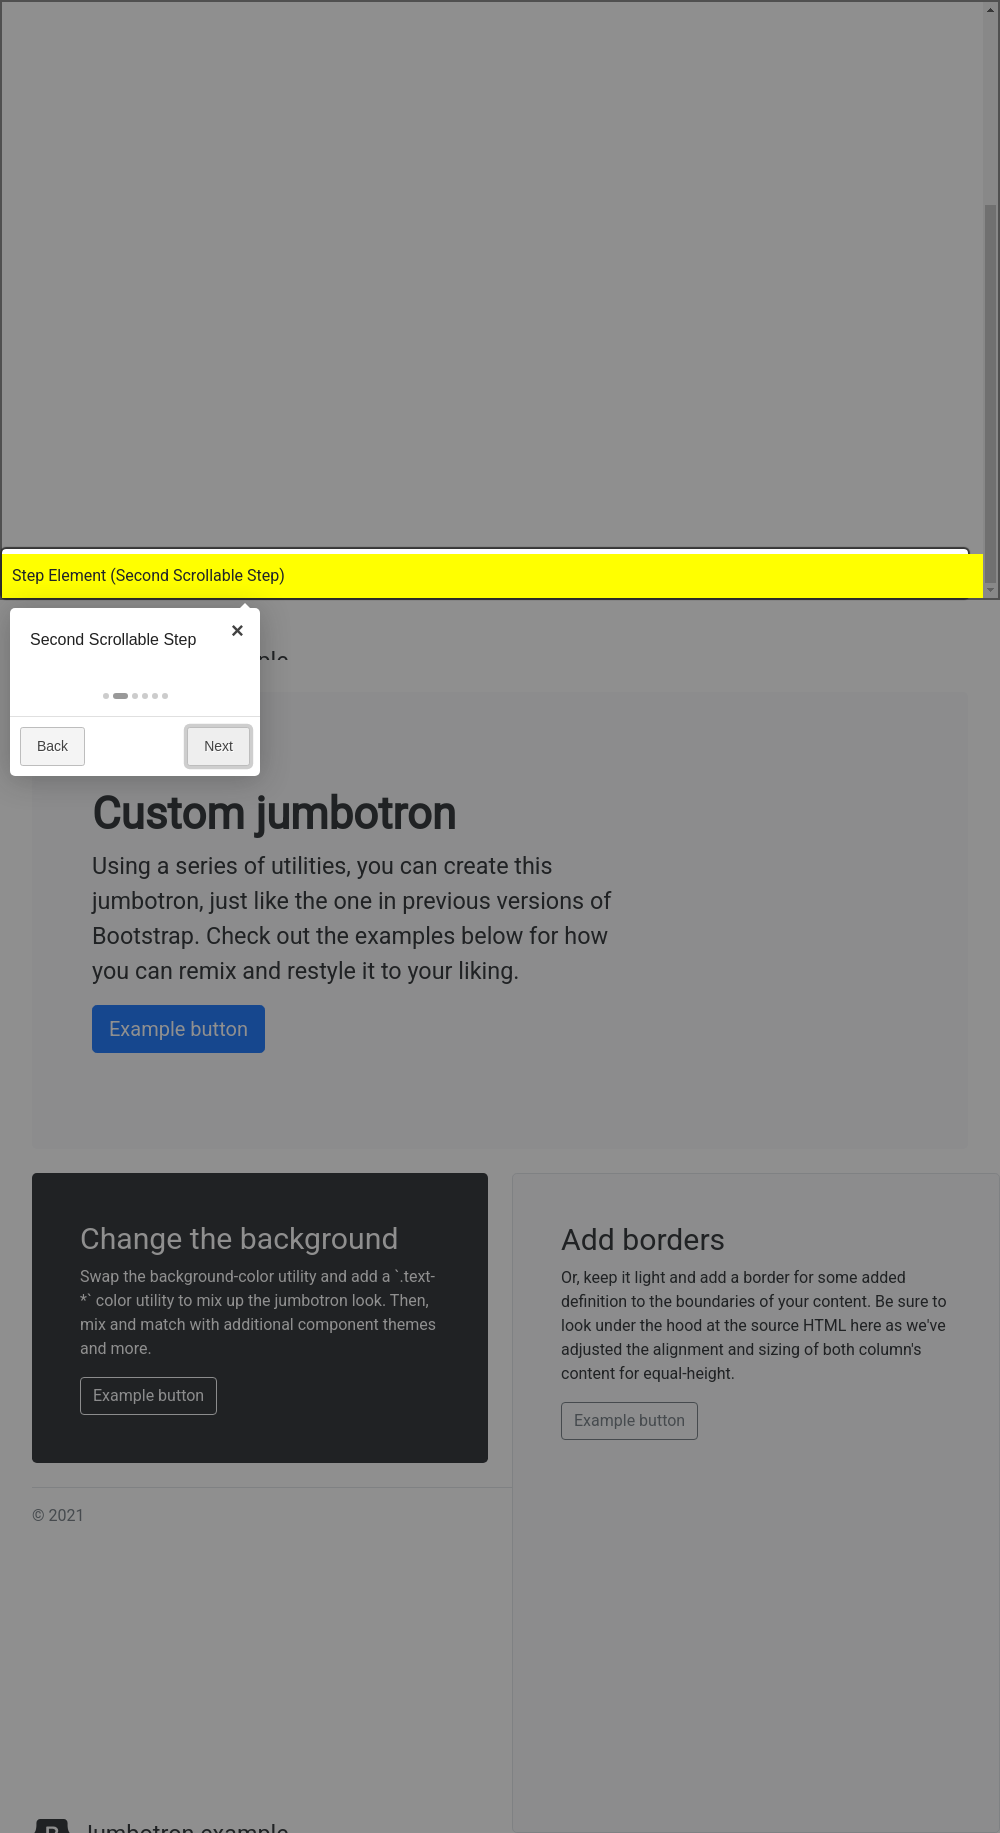 Step Element (Second Scrollable Step)
Second Scrollable Step
×
Back
Next
Custom jumbotron
Using a series of utilities, you can create this
jumbotron, just like the one in previous versions of
Bootstrap. Check out the examples below for how
you can remix and restyle it to your liking.
Example button
Change the background
Swap the background-color utility and add a `.text-
*` color utility to mix up the jumbotron look. Then,
mix and match with additional component themes
and more.
Example button
Add borders
Or, keep it light and add a border for some added
definition to the boundaries of your content. Be sure to
look under the hood at the source HTML here as we've
adjusted the alignment and sizing of both column's
content for equal-height.
Example button
© 2021
Jumbotron example